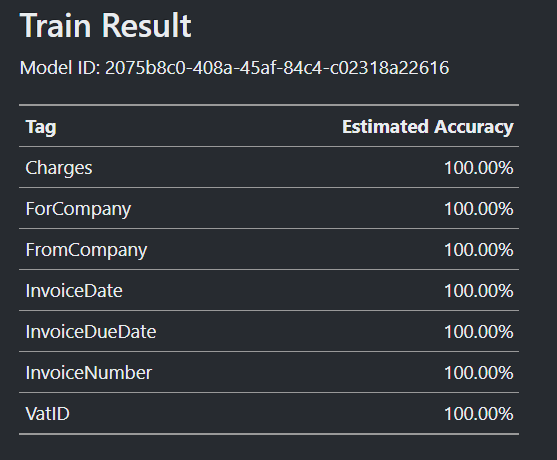 Train Result
Model ID: 2075b8c0-408a-45af-84c4-c02318a22616
Tag Estimated Accuracy
Charges 100.00%
ForCompany 100.00%
FromCompany 100.00%
InvoiceDate 100.00%
InvoiceDueDate 100.00%
InvoiceNumber 100.00%
VatID 100.00%